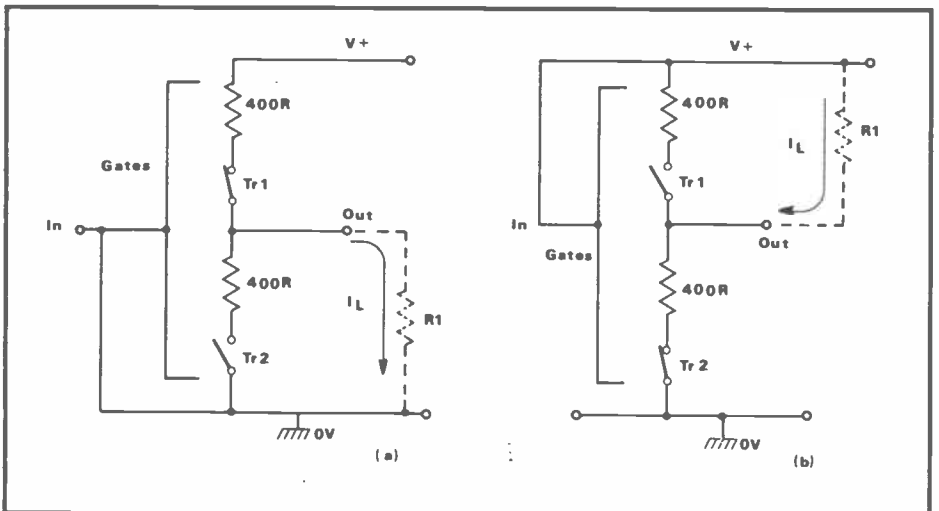 V+
400R
Gates
Tr1
In
Out
400R
IL
R1
Tr2
0V
(a)
V+
400R
R1
IL
Tr1
In
Out
Gates
400R
Tr2
0V
(b)